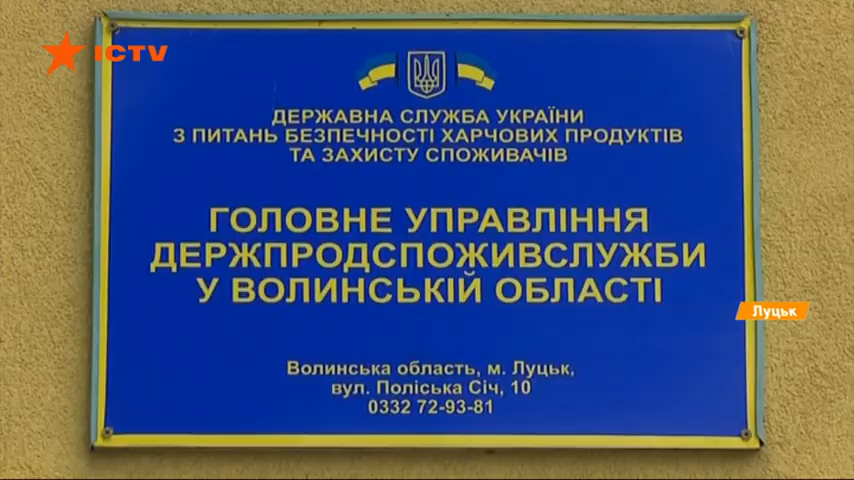 ICTV
ДЕРЖАВНА СЛУЖБА УКРАЇНИ
З ПИТАНЬ БЕЗПЕЧНОСТІ ХАРЧОВИХ ПРОДУКТІВ
ТА ЗАХИСТУ СПОЖИВАЧІВ
ГОЛОВНЕ УПРАВЛІННЯ
ДЕРЖПРОДСПОЖИВСЛУЖБИ
У ВОЛИНСЬКІЙ ОБЛАСТІ
Луцьк
Волинська область, м. Луцьк,
вул. Поліська Січ, 10
0332 72-93-81